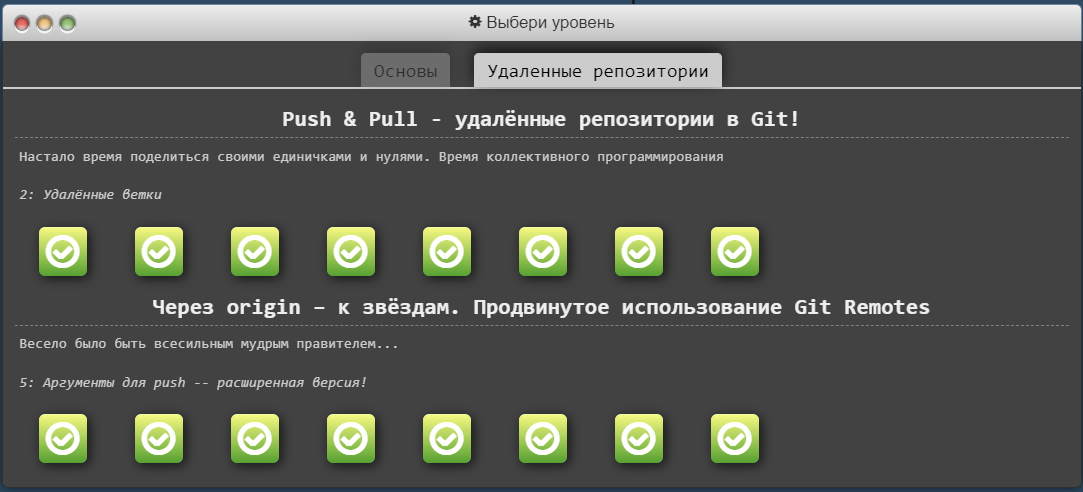 Выбери уровень
Основы
Удаленные репозитории
Push & Pull - удалённые репозитории в Git!
Настало время поделиться своими единичками и нулями. Время коллективного программирования
2: Удалённые ветки
Через origin – к звёздам. Продвинутое использование Git Remotes
Весело было быть всесильным мудрым правителем...
5: Аргументы для push -- расширенная версия!